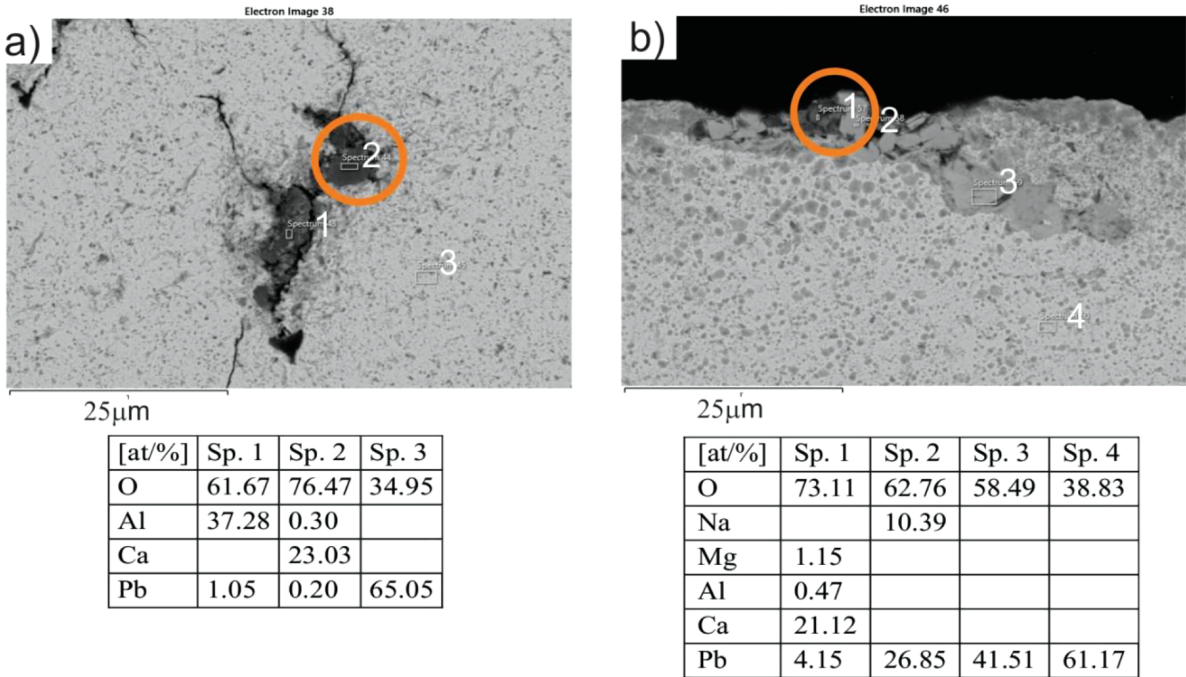 Electron Image 38
a)
Spectrum 44
2
1
3
25μm
[at/%] Sp. 1 Sp. 2 Sp. 3
O 61.67 76.47 34.95
Al 37.28 0.30
Ca 23.03
Pb 1.05 0.20 65.05
Electron Image 46
b)
1
2
Spectrum
3
4
25μm
[at/%] Sp. 1 Sp. 2 Sp. 3 Sp. 4
O 73.11 62.76 58.49 38.83
Na 10.39
Mg 1.15
Al 0.47
Ca 21.12
Pb 4.15 26.85 41.51 61.17